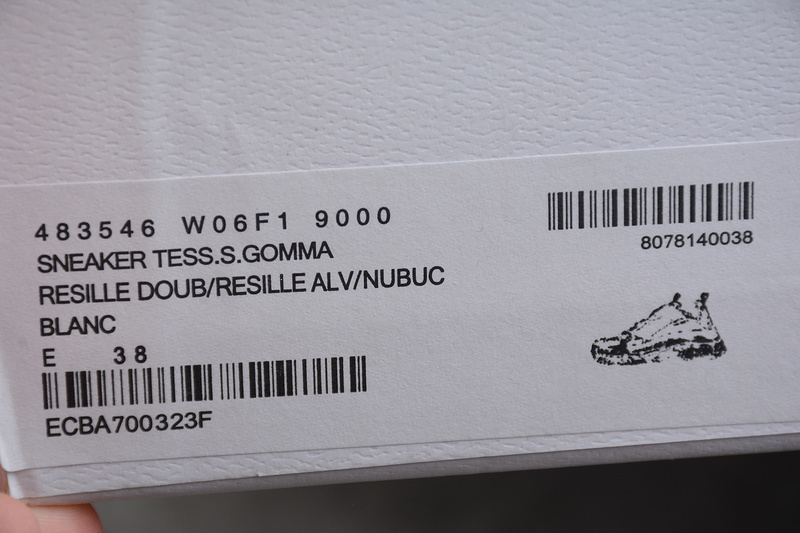 483546 W06F1 9000
SNEAKER TESS.S.GOMMA
RESILLE DOUB/RESILLE ALV/NUBUC
BLANC
E 38
ECBA700323F
8078140038